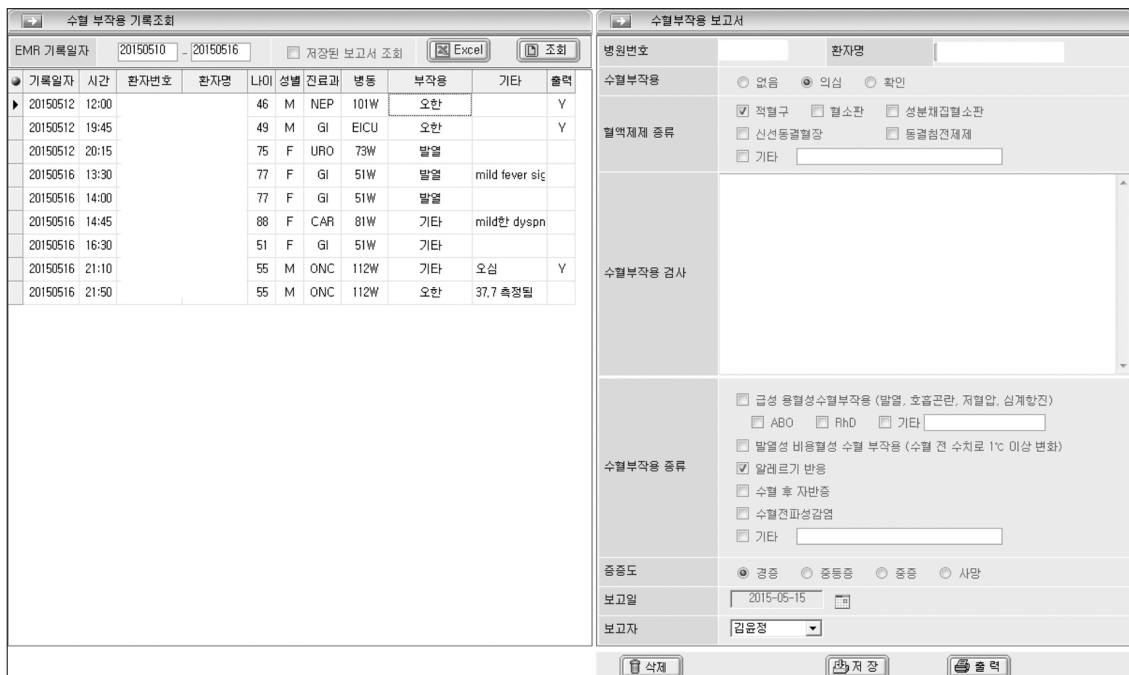 수혈 부작용 기록조회
EMR 기록일자 20150510 - 20150516 저장된 보고서 조회 Excel 조회
기록일자 시간 환자번호 환자명 나이 성별 진료과 병동 부작용 기타 출력
20150512 12:00 46 M NEP 101W 오한 Y
20150512 19:45 49 M GI EICU 오한 Y
20150512 20:15 75 F URO 73W 발열
20150516 13:30 77 F GI 51W 발열 mild fever sig
20150516 14:00 77 F GI 51W 발열
20150516 14:45 88 F CAR 81W 기타 mild한 dyspn
20150516 16:30 51 F GI 51W 기타
20150516 21:10 55 M ONC 112W 기타 오심 Y
20150516 21:50 55 M ONC 112W 오한 37.7 측정됨
수혈부작용 보고서
병원번호 환자명
수혈부작용 없음 의심 확인
혈액제제 종류
적혈구 혈소판 성분채집혈소판
신선동결혈장 동결침전제제
기타
수혈부작용 검사
수혈부작용 종류
급성 용혈성수혈부작용 (발열, 호흡곤란, 저혈압, 심계항진)
ABO RhD 기타
발열성 비용혈성 수혈 부작용 (수혈 전 수치로 1℃ 이상 변화)
알레르기 반응
수혈 후 자반증
수혈전파성감염
기타
중증도 경증 중등증 중증 사망
보고일 2015-05-15
보고자 김윤정
삭제 저장 출력